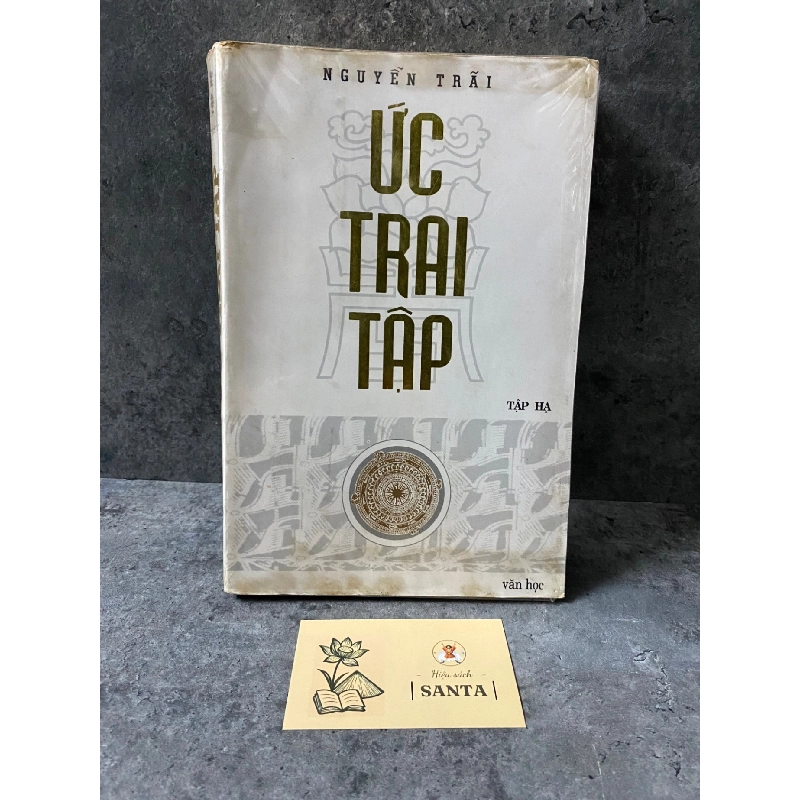 NGUYỄN TRÃI
ỨC
TRAI
TẬP
TẬP HẠ
văn học
Hiệu sách
SANTA